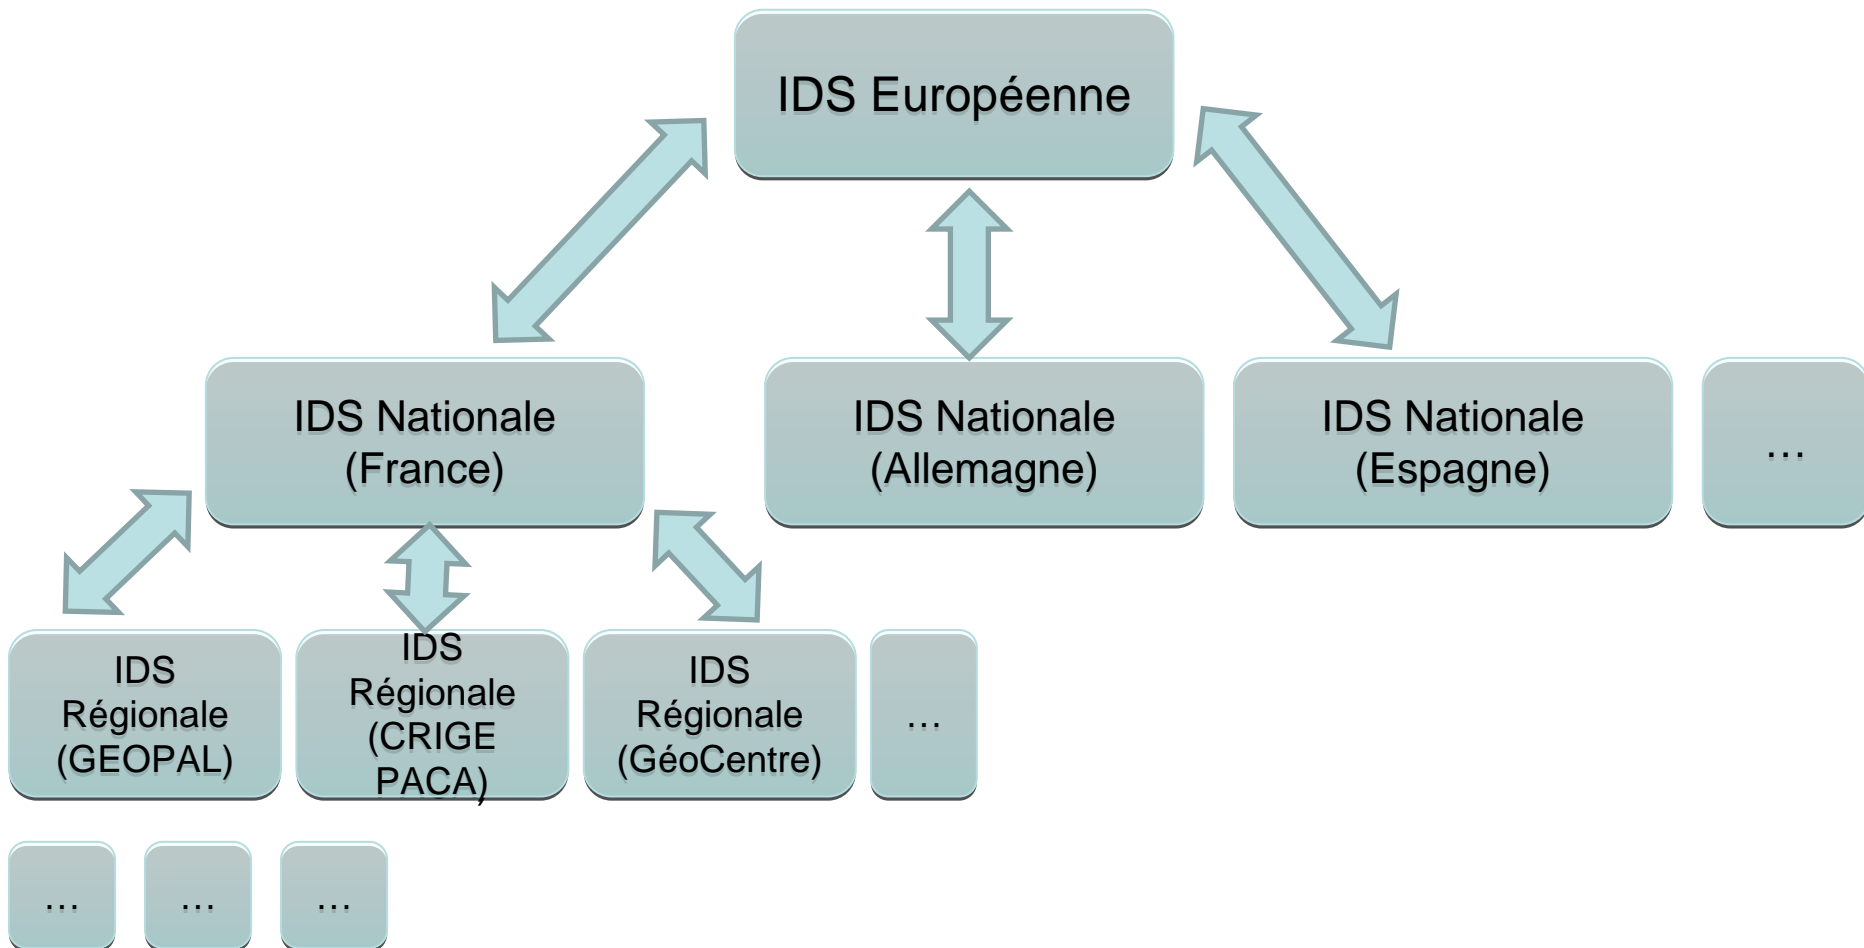 IDS Européenne
IDS Nationale
(France)
IDS Nationale
(Allemagne)
IDS Nationale
(Espagne)
…
IDS
Régionale
(GEOPAL)
IDS
Régionale
(CRIGE
PACA)
IDS
Régionale
(GéoCentre)
…
…
…
…